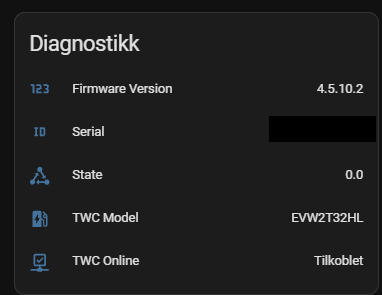 Diagnostikk
123 Firmware Version 4.5.10.2
ID Serial
State 0.0
TWC Model EVW2T32HL
TWC Online Tilkoblet